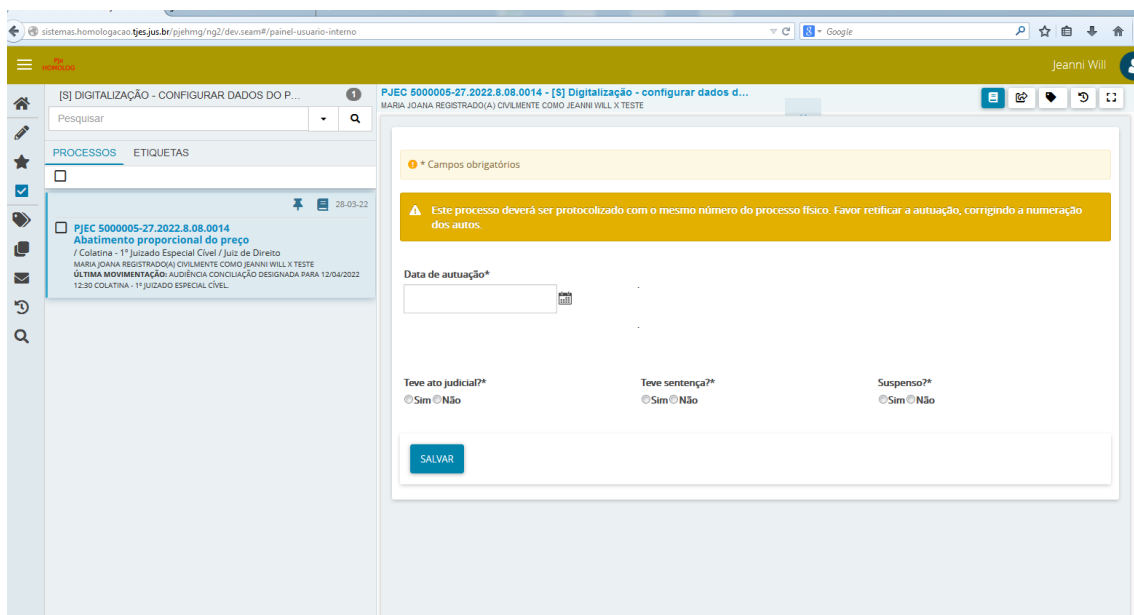 sistemas.homologacao.tjes.jus.br/pjehmg/ng2/dev.seam#/painel-usuario-interno
Google
PJe
HOMOLOG
Jeanni Will
[S] DIGITALIZAÇÃO - CONFIGURAR DADOS DO P...
1
Pesquisar
PROCESSOS
ETIQUETAS
28-03-22
PJEC 5000005-27.2022.8.08.0014
Abatimento proporcional do preço
/ Colatina - 1º Juizado Especial Cível / Juiz de Direito
MARIA JOANA REGISTRADO(A) CIVILMENTE COMO JEANNI WILL X TESTE
ÚLTIMA MOVIMENTAÇÃO: AUDIÊNCIA CONCILIAÇÃO DESIGNADA PARA 12/04/2022
12:30 COLATINA - 1º JUIZADO ESPECIAL CÍVEL.
PJEC 5000005-27.2022.8.08.0014 - [S] Digitalização - configurar dados d...
MARIA JOANA REGISTRADO(A) CIVILMENTE COMO JEANNI WILL X TESTE
* Campos obrigatórios
Este processo deverá ser protocolizado com o mesmo número do processo físico. Favor retificar a autuação, corrigindo a numeração
dos autos.
Data de autuação*
.
.
Teve ato judicial?*
Sim Não
Teve sentença?*
Sim Não
Suspenso?*
Sim Não
SALVAR